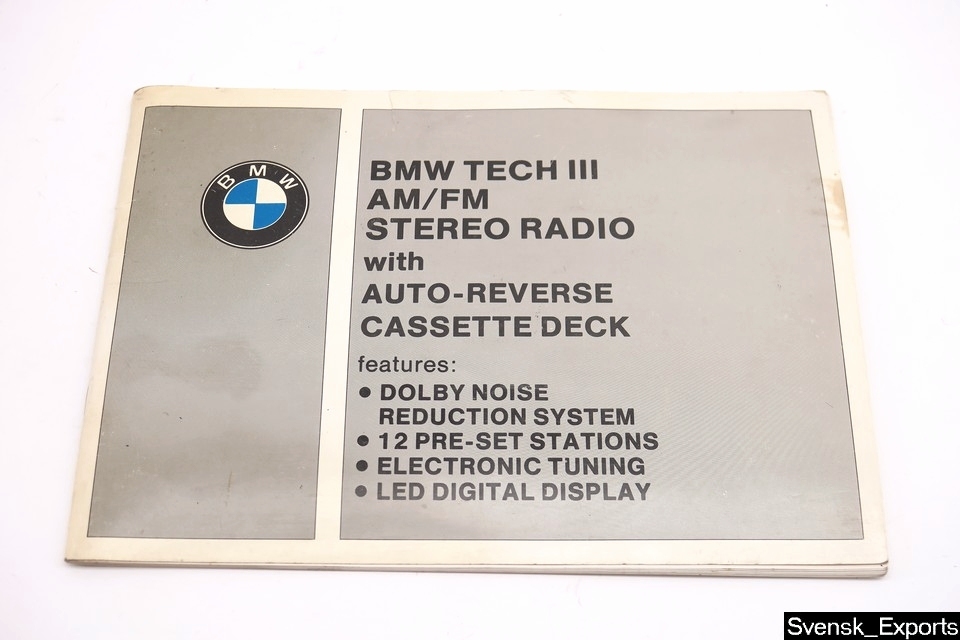 BMW
BMW TECH III
AM/FM
STEREO RADIO
with
AUTO-REVERSE
CASSETTE DECK
features:
• DOLBY NOISE
REDUCTION SYSTEM
• 12 PRE-SET STATIONS
• ELECTRONIC TUNING
• LED DIGITAL DISPLAY
Svensk_Exports